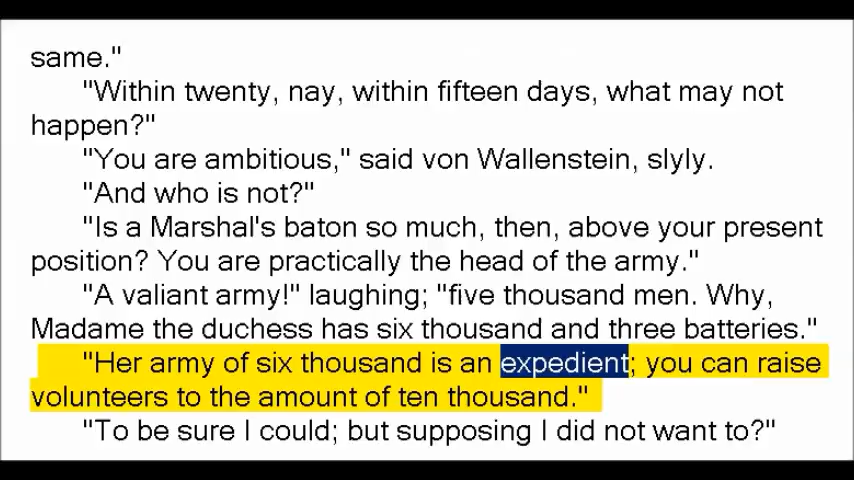 same."
"Within twenty, nay, within fifteen days, what may not
happen?"
"You are ambitious," said von Wallenstein, slyly.
"And who is not?"
"Is a Marshal's baton so much, then, above your present
position? You are practically the head of the army."
"A valiant army!" laughing; "five thousand men. Why,
Madame the duchess has six thousand and three batteries."
"Her army of six thousand is an expedient; you can raise
volunteers to the amount of ten thousand."
"To be sure I could; but supposing I did not want to?"